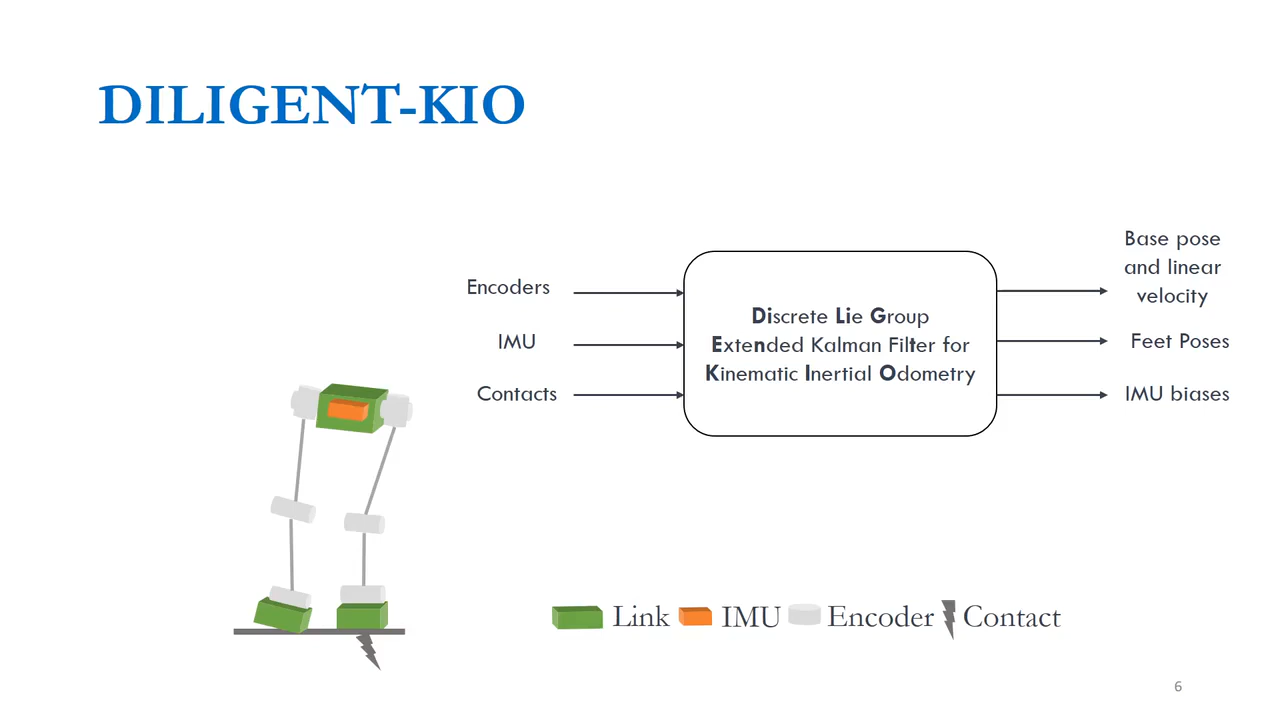 DILIGENT-KIO
Encoders
IMU
Contacts
Discrete Lie Group
Extended Kalman Filter for
Kinematic Inertial Odometry
Base pose
and linear
velocity
Feet Poses
IMU biases
Link
IMU
Encoder
Contact
6